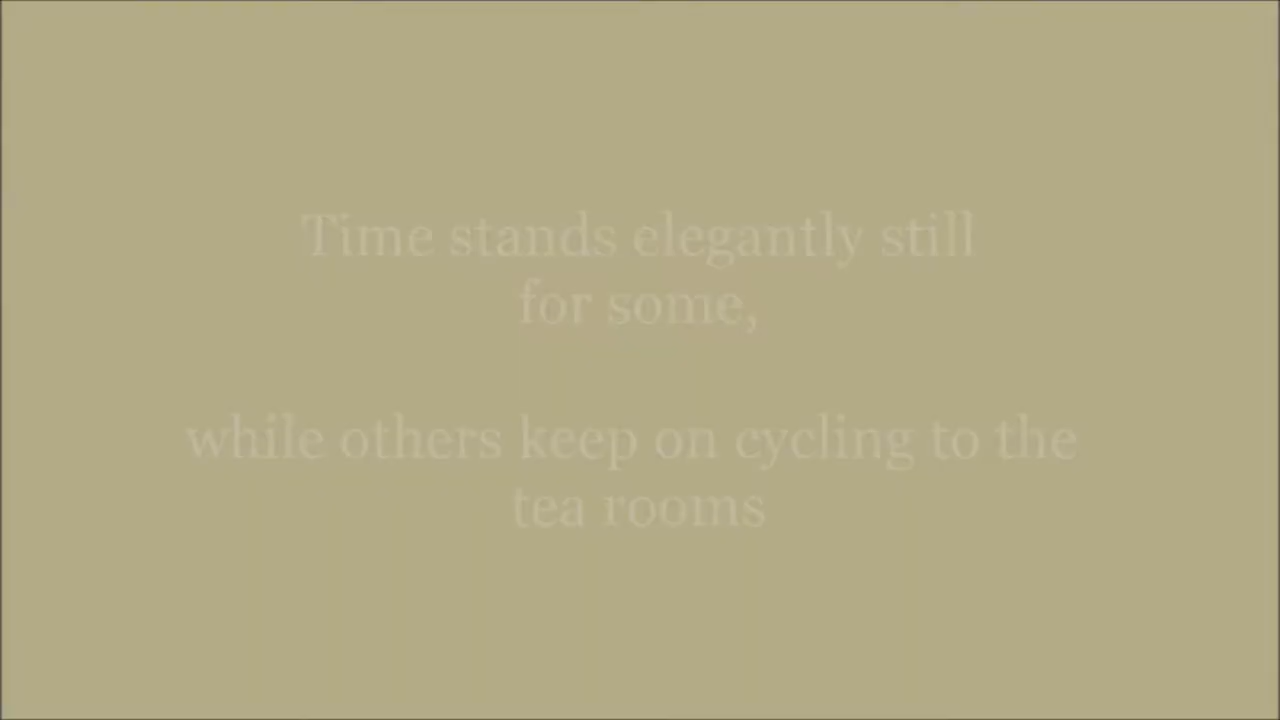 Time stands elegantly still
for some,
while others keep on cycling to the
tea rooms